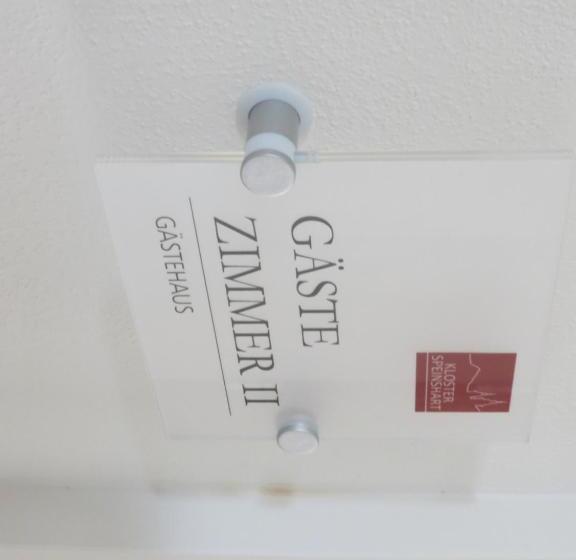 KLOSTER
SPEINSHART
GÄSTE
ZIMMER II
GÄSTEHAUS